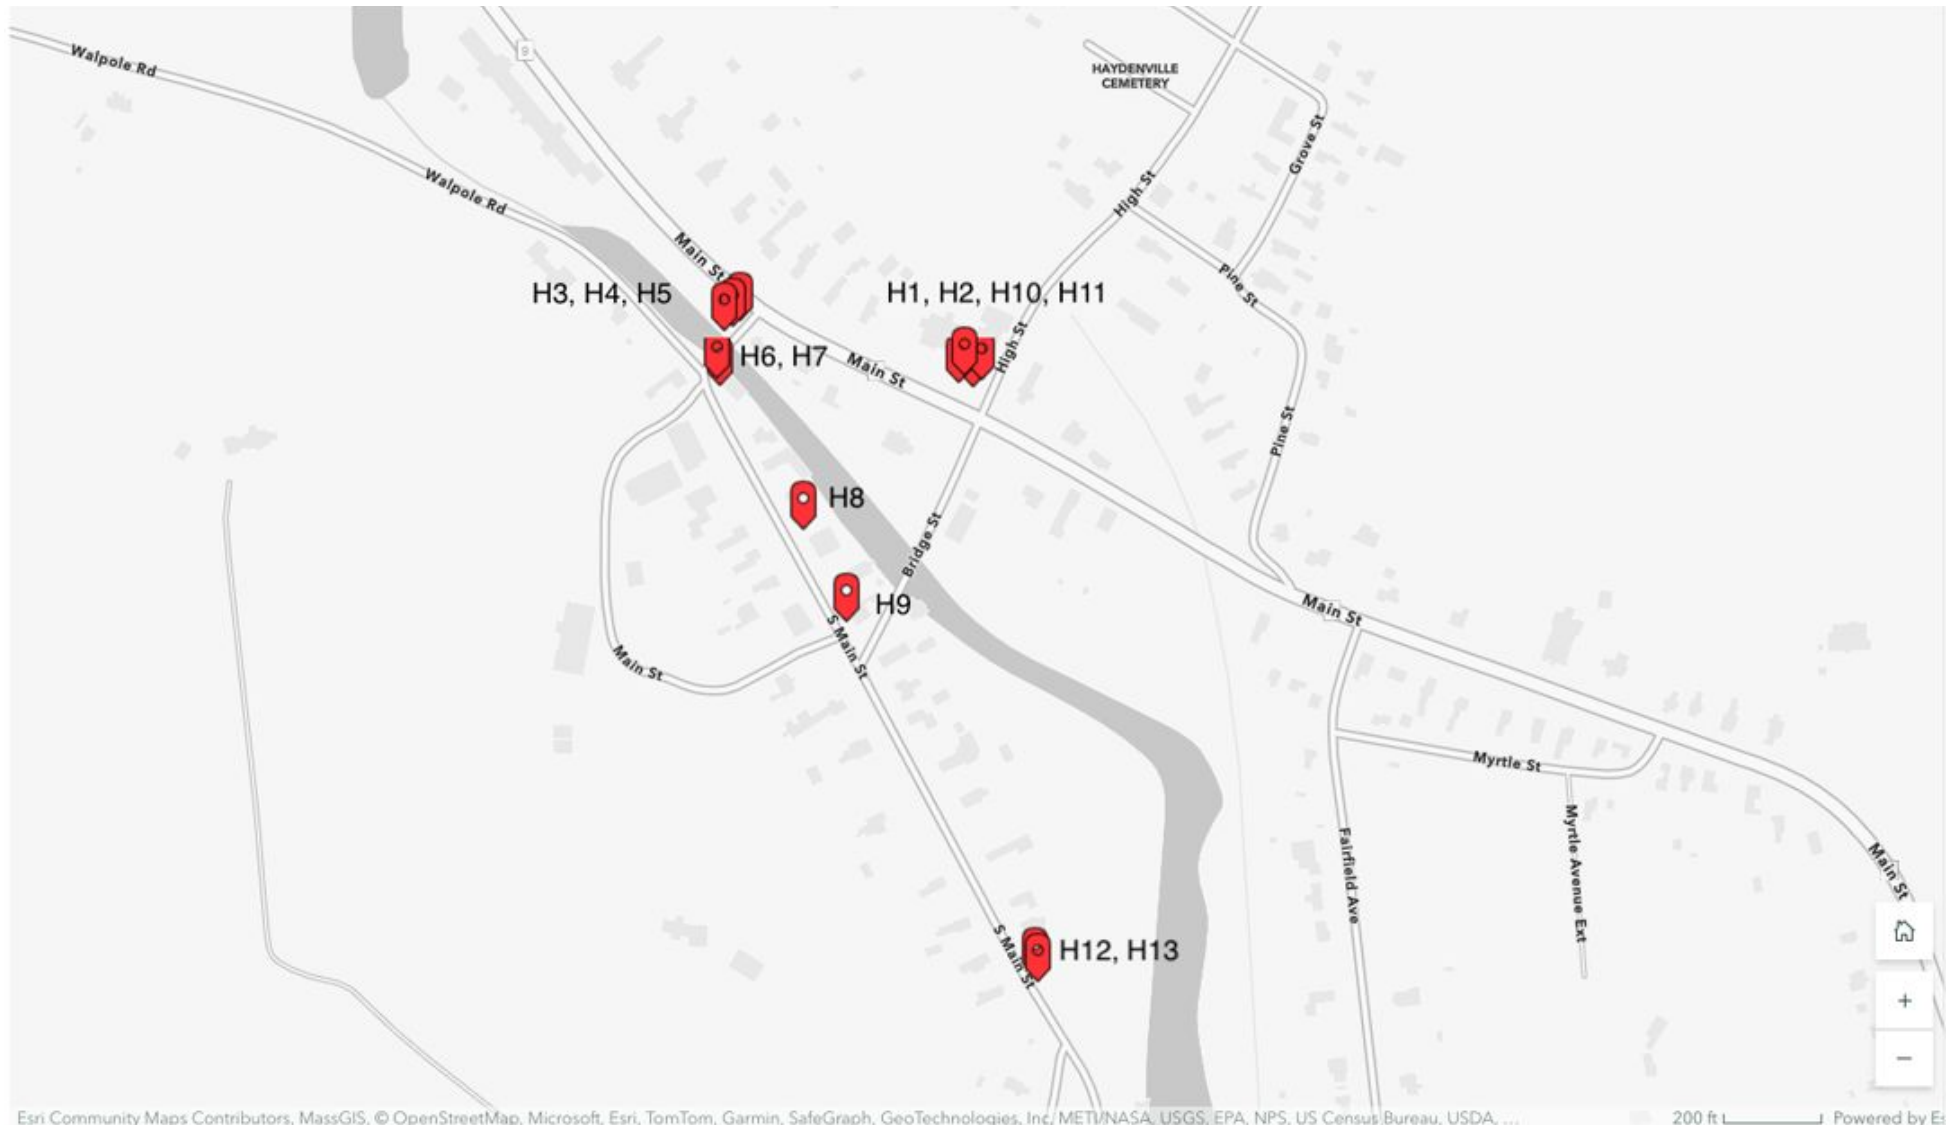 Walpole Rd
9
HAYDENVILLE
CEMETERY
Grove St
Walpole Rd
High St
Main St
Pine St
H3, H4, H5
H1, H2, H10, H11
High St
H6, H7
Main St
Pine St
H8
Bridge St
H9
Main St
S Main St
Main St
Myrtle St
Myrtle Avenue Ext
Fairfield Ave
Main St
S Main St
H12, H13
+
−
Esri Community Maps Contributors, MassGIS, © OpenStreetMap, Microsoft, Esri, TomTom, Garmin, SafeGraph, GeoTechnologies, Inc, METI/NASA, USGS, EPA, NPS, US Census Bureau, USDA, ...
200 ft
Powered by Es